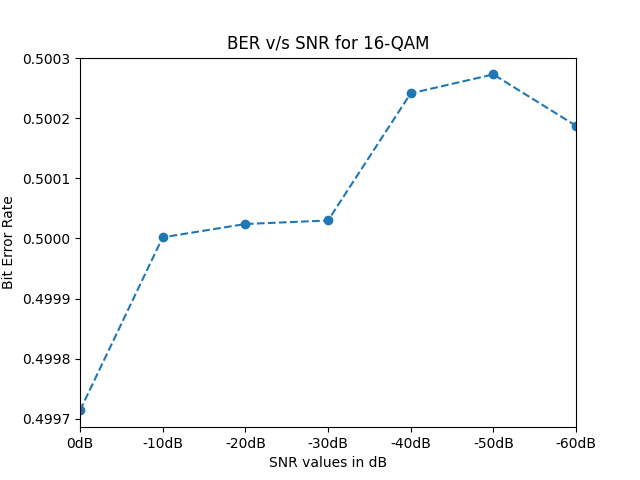 BER v/s SNR for 16-QAM
0.5003
0.5002
0.5001
0.5000
0.4999
0.4998
0.4997
Bit Error Rate
0dB -10dB -20dB -30dB -40dB -50dB -60dB
SNR values in dB